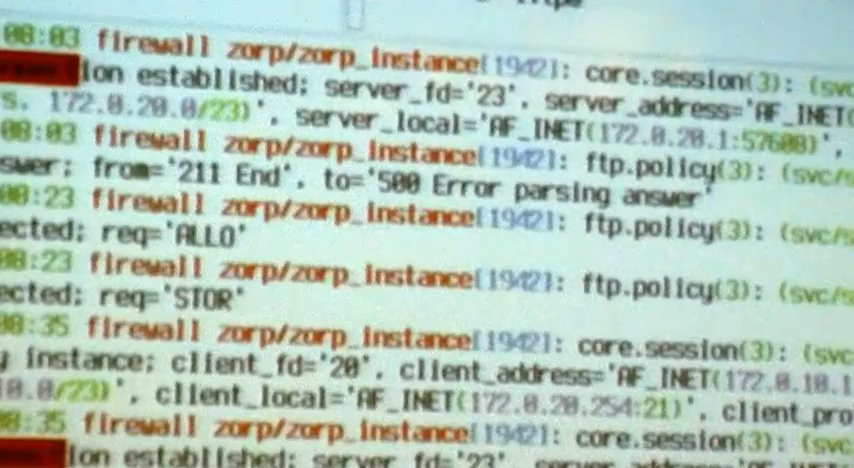 08:03 firewall zorp/zorp_instance[1942]: core.session(3): (svc
ion established; server_fd='23', server_address='AF_INET(
s, 172.0.20.0/23)', server_local='AF_INET(172.0.20.1:57608)',
08:03 firewall zorp/zorp_instance[1942]: ftp.policy(3): (svc/s
swer; from='211 End', to='500 Error parsing answer'
08:23 firewall zorp/zorp_instance[1942]: ftp.policy(3): (svc/s
ected; req='ALLO'
08:23 firewall zorp/zorp_instance[1942]: ftp.policy(3): (svc/s
ected; req='STOR'
08:35 firewall zorp/zorp_instance[1942]: core.session(3): (svc
y instance; client_fd='20', client_address='AF_INET(172.0.10.1
10.0/23)', client_local='AF_INET(172.0.20.254:21)', client_pro
08:35 firewall zorp/zorp_instance[1942]: core.session(3): (svc
ion established; server_fd='23', server_address='AF_INET(